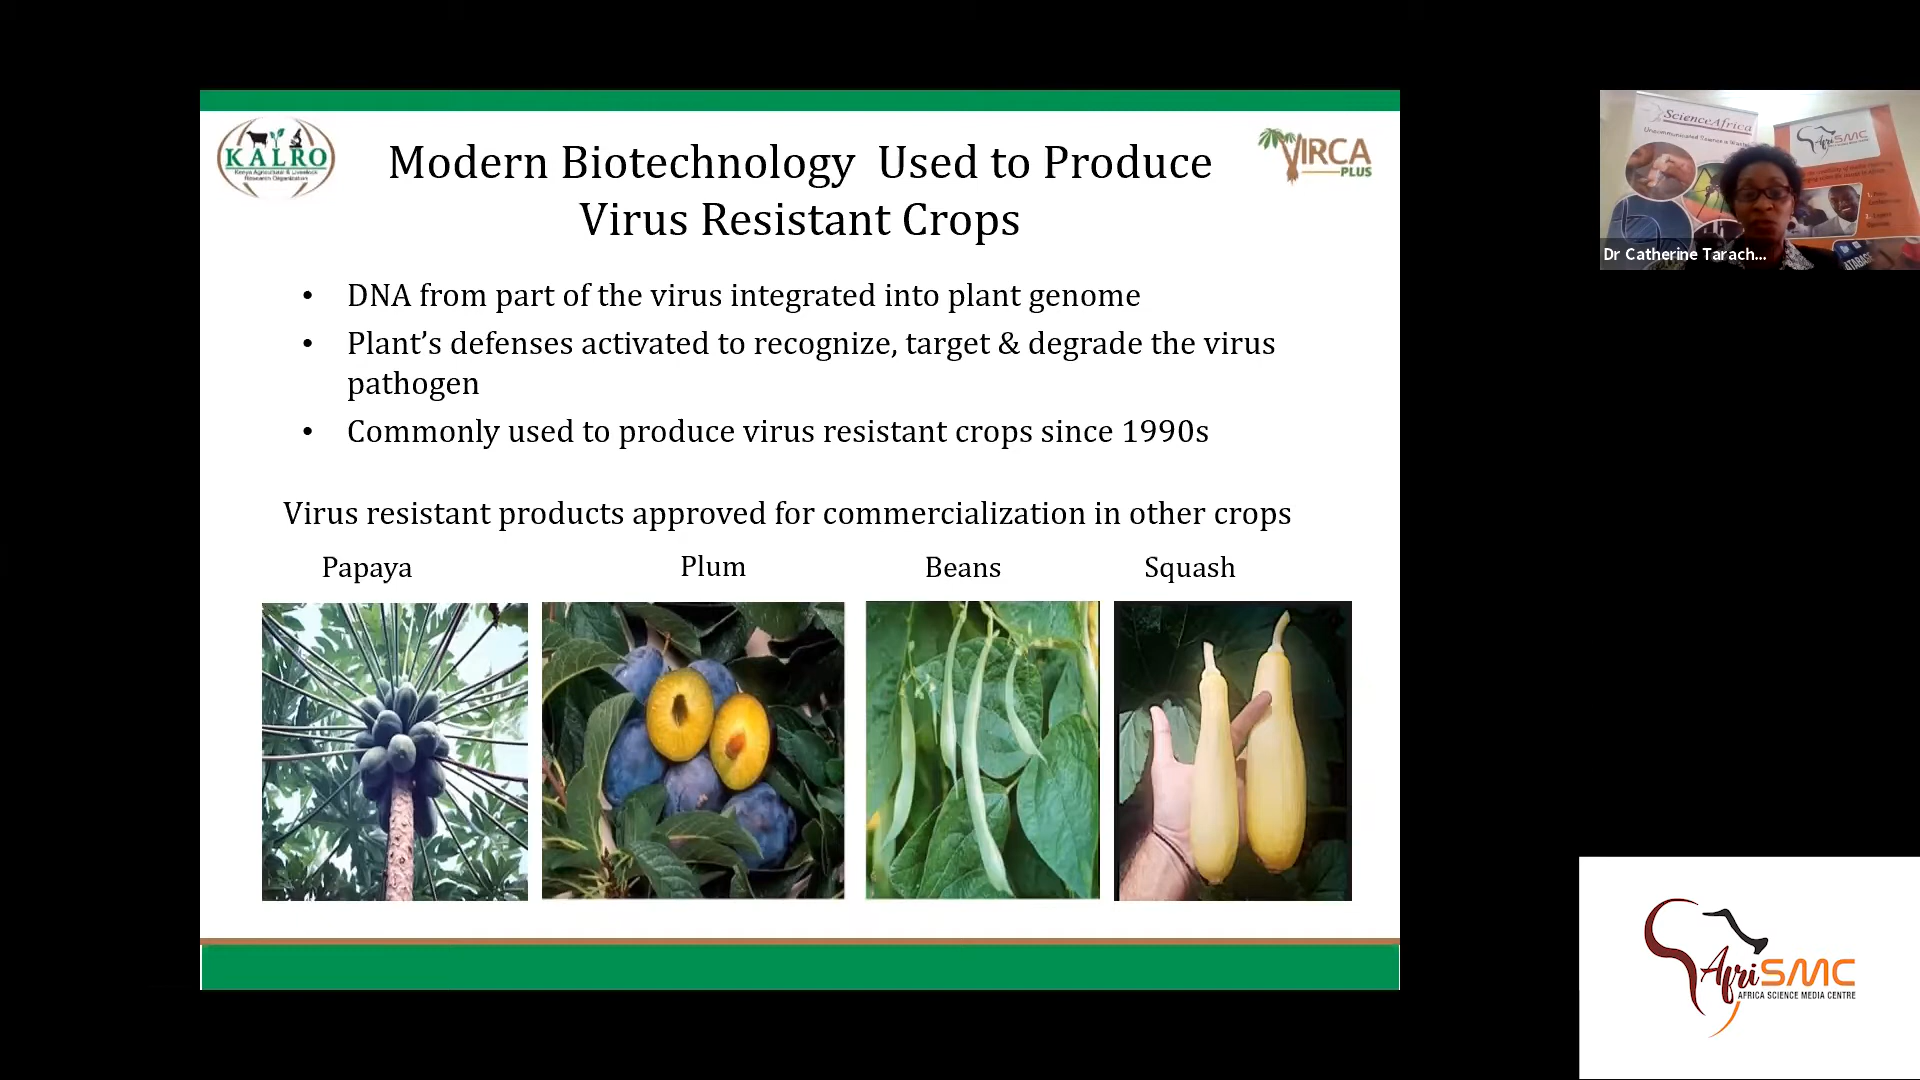 KALRO
Kenya Agricultural & Livestock
Research Organization
Modern Biotechnology Used to Produce
Virus Resistant Crops
VIRCA
PLUS
• DNA from part of the virus integrated into plant genome
• Plant’s defenses activated to recognize, target & degrade the virus
pathogen
• Commonly used to produce virus resistant crops since 1990s
Virus resistant products approved for commercialization in other crops
Papaya Plum Beans Squash
ScienceAfrica
AfriSMC
Dr Catherine Tarach...
AfriSMC
AFRICA SCIENCE MEDIA CENTRE